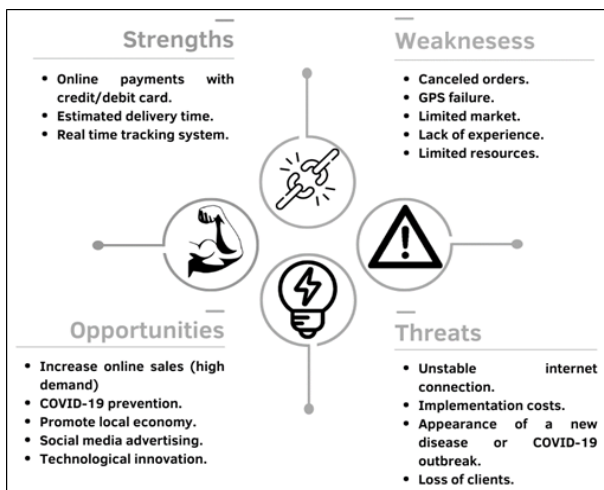 Strengths
• Online payments with
credit/debit card.
• Estimated delivery time.
• Real time tracking system.
Weaknesess
• Canceled orders.
• GPS failure.
• Limited market.
• Lack of experience.
• Limited resources.
Opportunities
• Increase online sales (high
demand)
• COVID-19 prevention.
• Promote local economy.
• Social media advertising.
• Technological innovation.
Threats
• Unstable internet
connection.
• Implementation costs.
• Appearance of a new
disease or COVID-19
outbreak.
• Loss of clients.